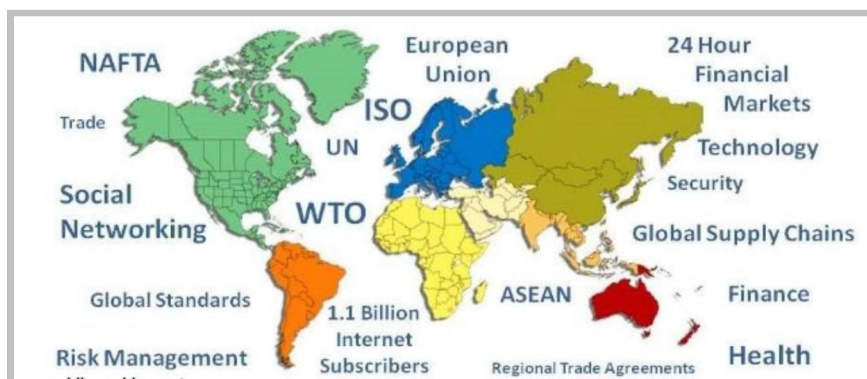 NAFTA
European
Union
24 Hour
Financial
Markets
Trade
ISO
UN
Technology
Security
Social
Networking
WTO
Global Supply Chains
Global Standards
1.1 Billion
Internet
Subscribers
ASEAN
Finance
Risk Management
Regional Trade Agreements
Health